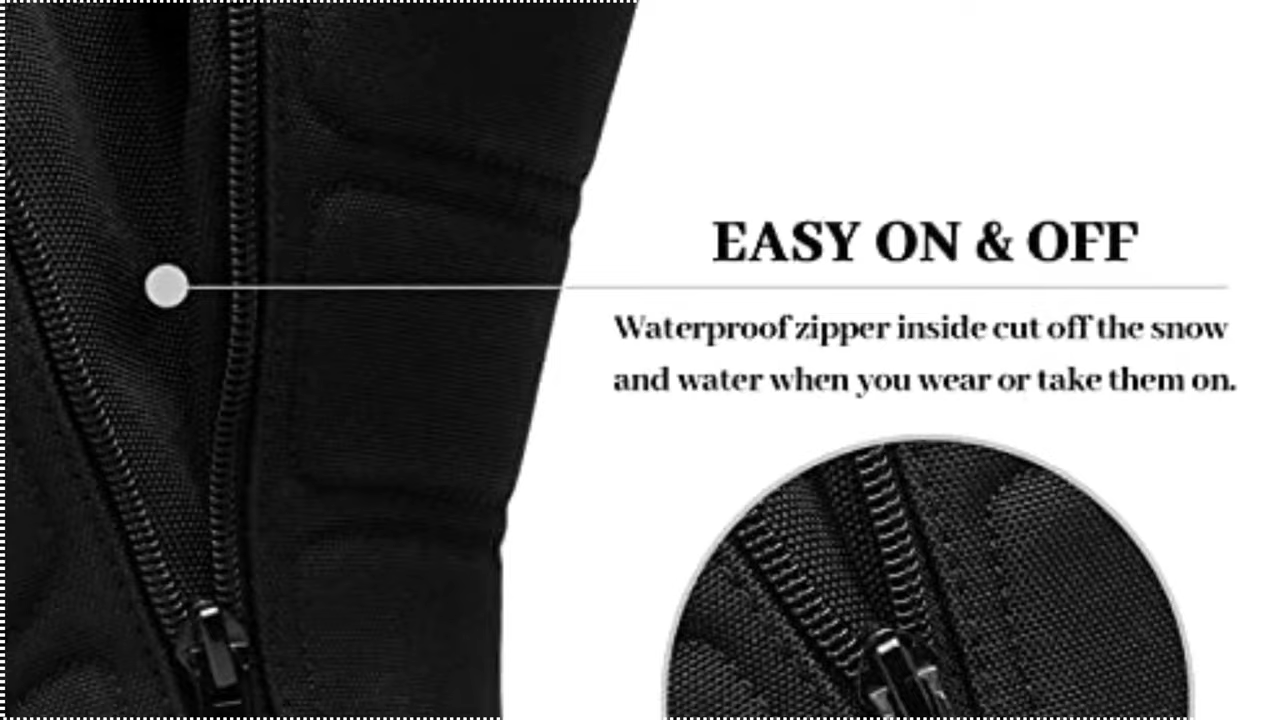 EASY ON & OFF
Waterproof zipper inside cut off the snow
and water when you wear or take them on.